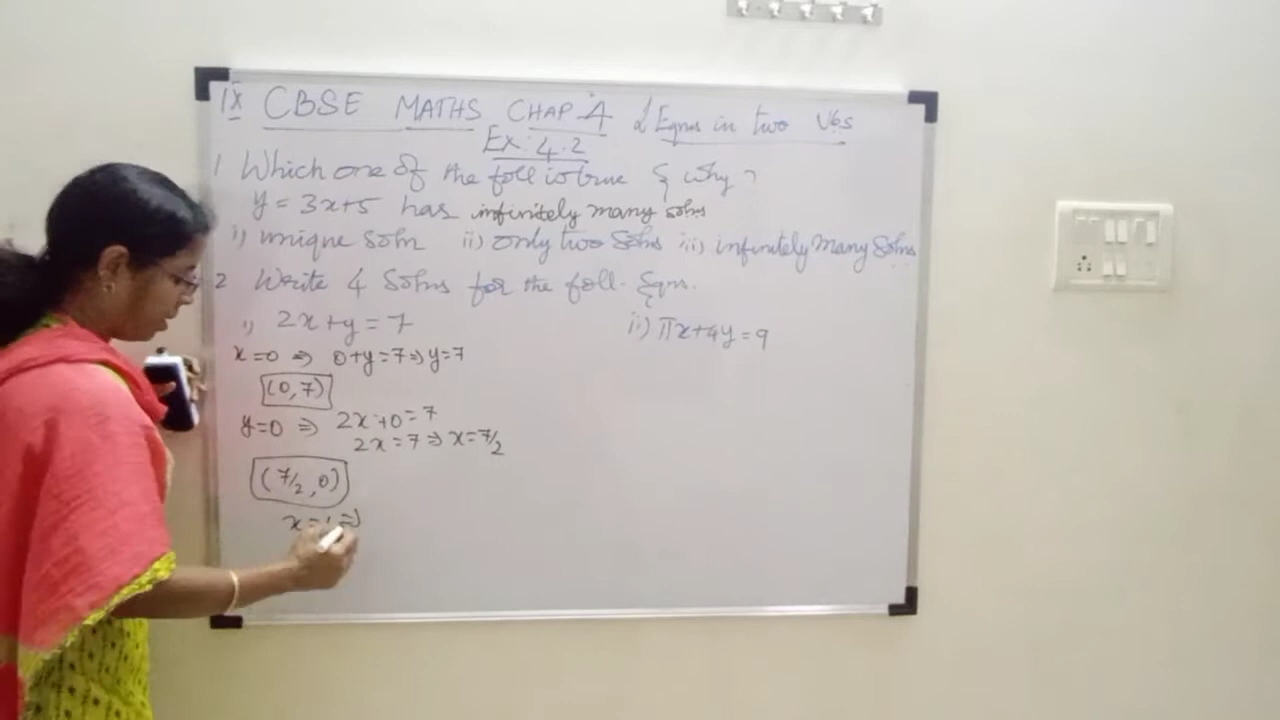 IX CBSE MATHS CHAP 4 L Eqns in two Vbs
Ex: 4.2
1 Which one of the foll is true & why?
y = 3x+5 has infinitely many solns
i) unique soln ii) only two solns iii) infinitely many solns
2 Write 4 solns for the foll. Eqns.
i) 2x+y=7 ii) πx+4y=9
x=0 ⇒ 0+y=7⇒y=7
(0,7)
y=0 ⇒ 2x+0=7
2x=7⇒x=7/2
(7/2,0)
x=1⇒